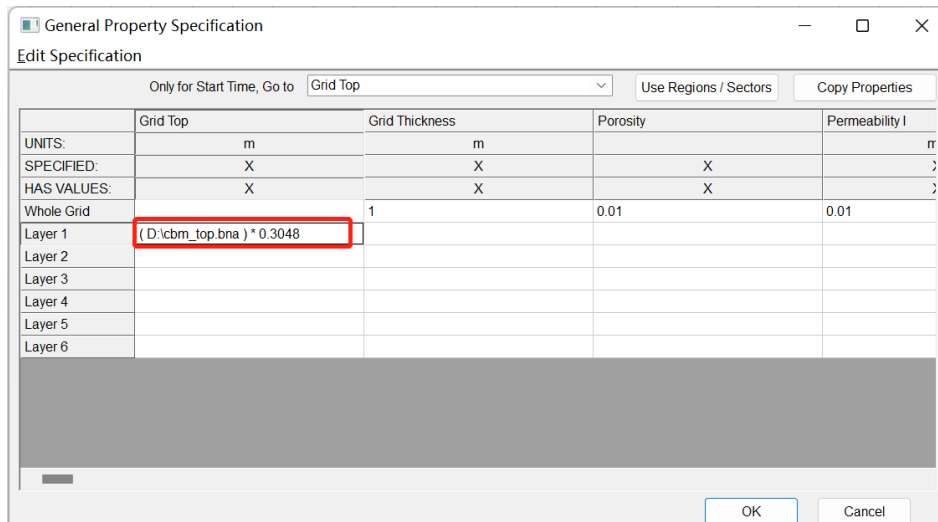 General Property Specification
Edit Specification
Only for Start Time, Go to Grid Top Use Regions / Sectors Copy Properties
Grid Top Grid Thickness Porosity Permeability I
UNITS: m m m
SPECIFIED: X X X
HAS VALUES: X X X
Whole Grid 1 0.01 0.01
Layer 1 ( D:\cbm_top.bna ) * 0.3048
Layer 2
Layer 3
Layer 4
Layer 5
Layer 6
OK Cancel